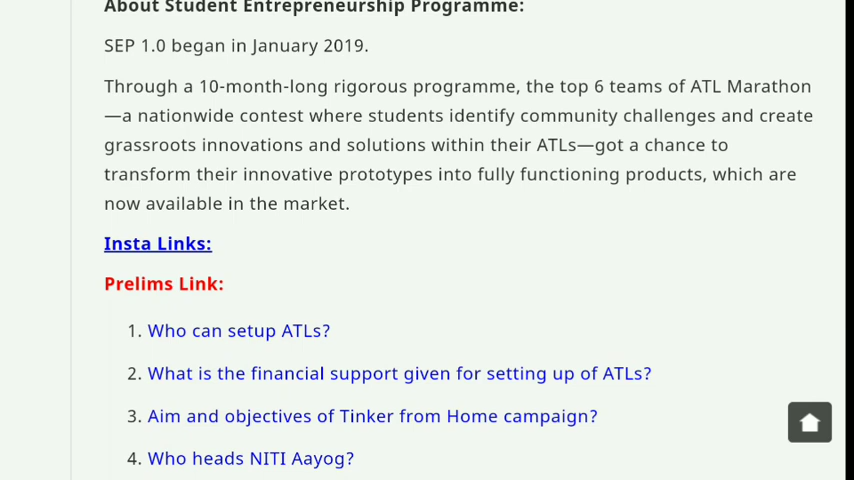 About Student Entrepreneurship Programme:
SEP 1.0 began in January 2019.
Through a 10-month-long rigorous programme, the top 6 teams of ATL Marathon
—a nationwide contest where students identify community challenges and create
grassroots innovations and solutions within their ATLs—got a chance to
transform their innovative prototypes into fully functioning products, which are
now available in the market.
Insta Links:
Prelims Link:
1. Who can setup ATLs?
2. What is the financial support given for setting up of ATLs?
3. Aim and objectives of Tinker from Home campaign?
4. Who heads NITI Aayog?